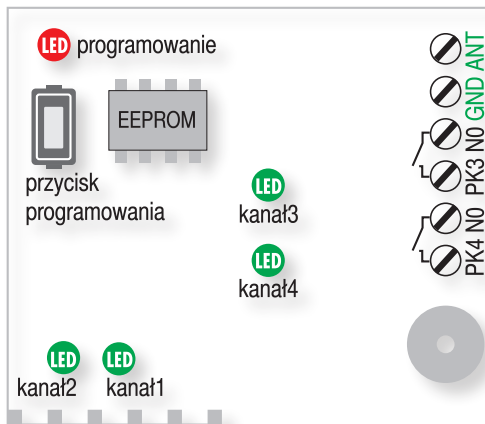 LED programowanie
EEPROM
przycisk
programowania
LED
kanał3
LED
kanał4
LED
kanał2
LED
kanał1
GND ANT
PK3 N0
PK4 N0